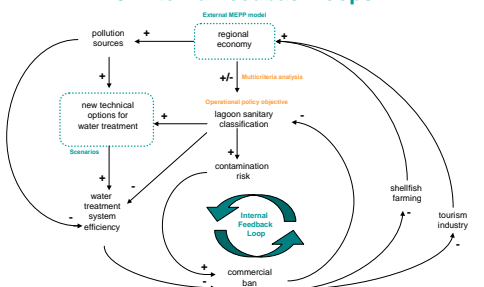 External MEPP model
pollution
sources
+
regional
economy
+
+
+/-
Multicriteria analysis
Operational policy objective
new technical
options for
water treatment
+
lagoon sanitary
classification
-
Scenarios
+
contamination
risk
+
-
water
treatment
system
efficiency
-
Internal
Feedback
Loop
shellfish
farming
-
tourism
industry
-
+
-
commercial
ban